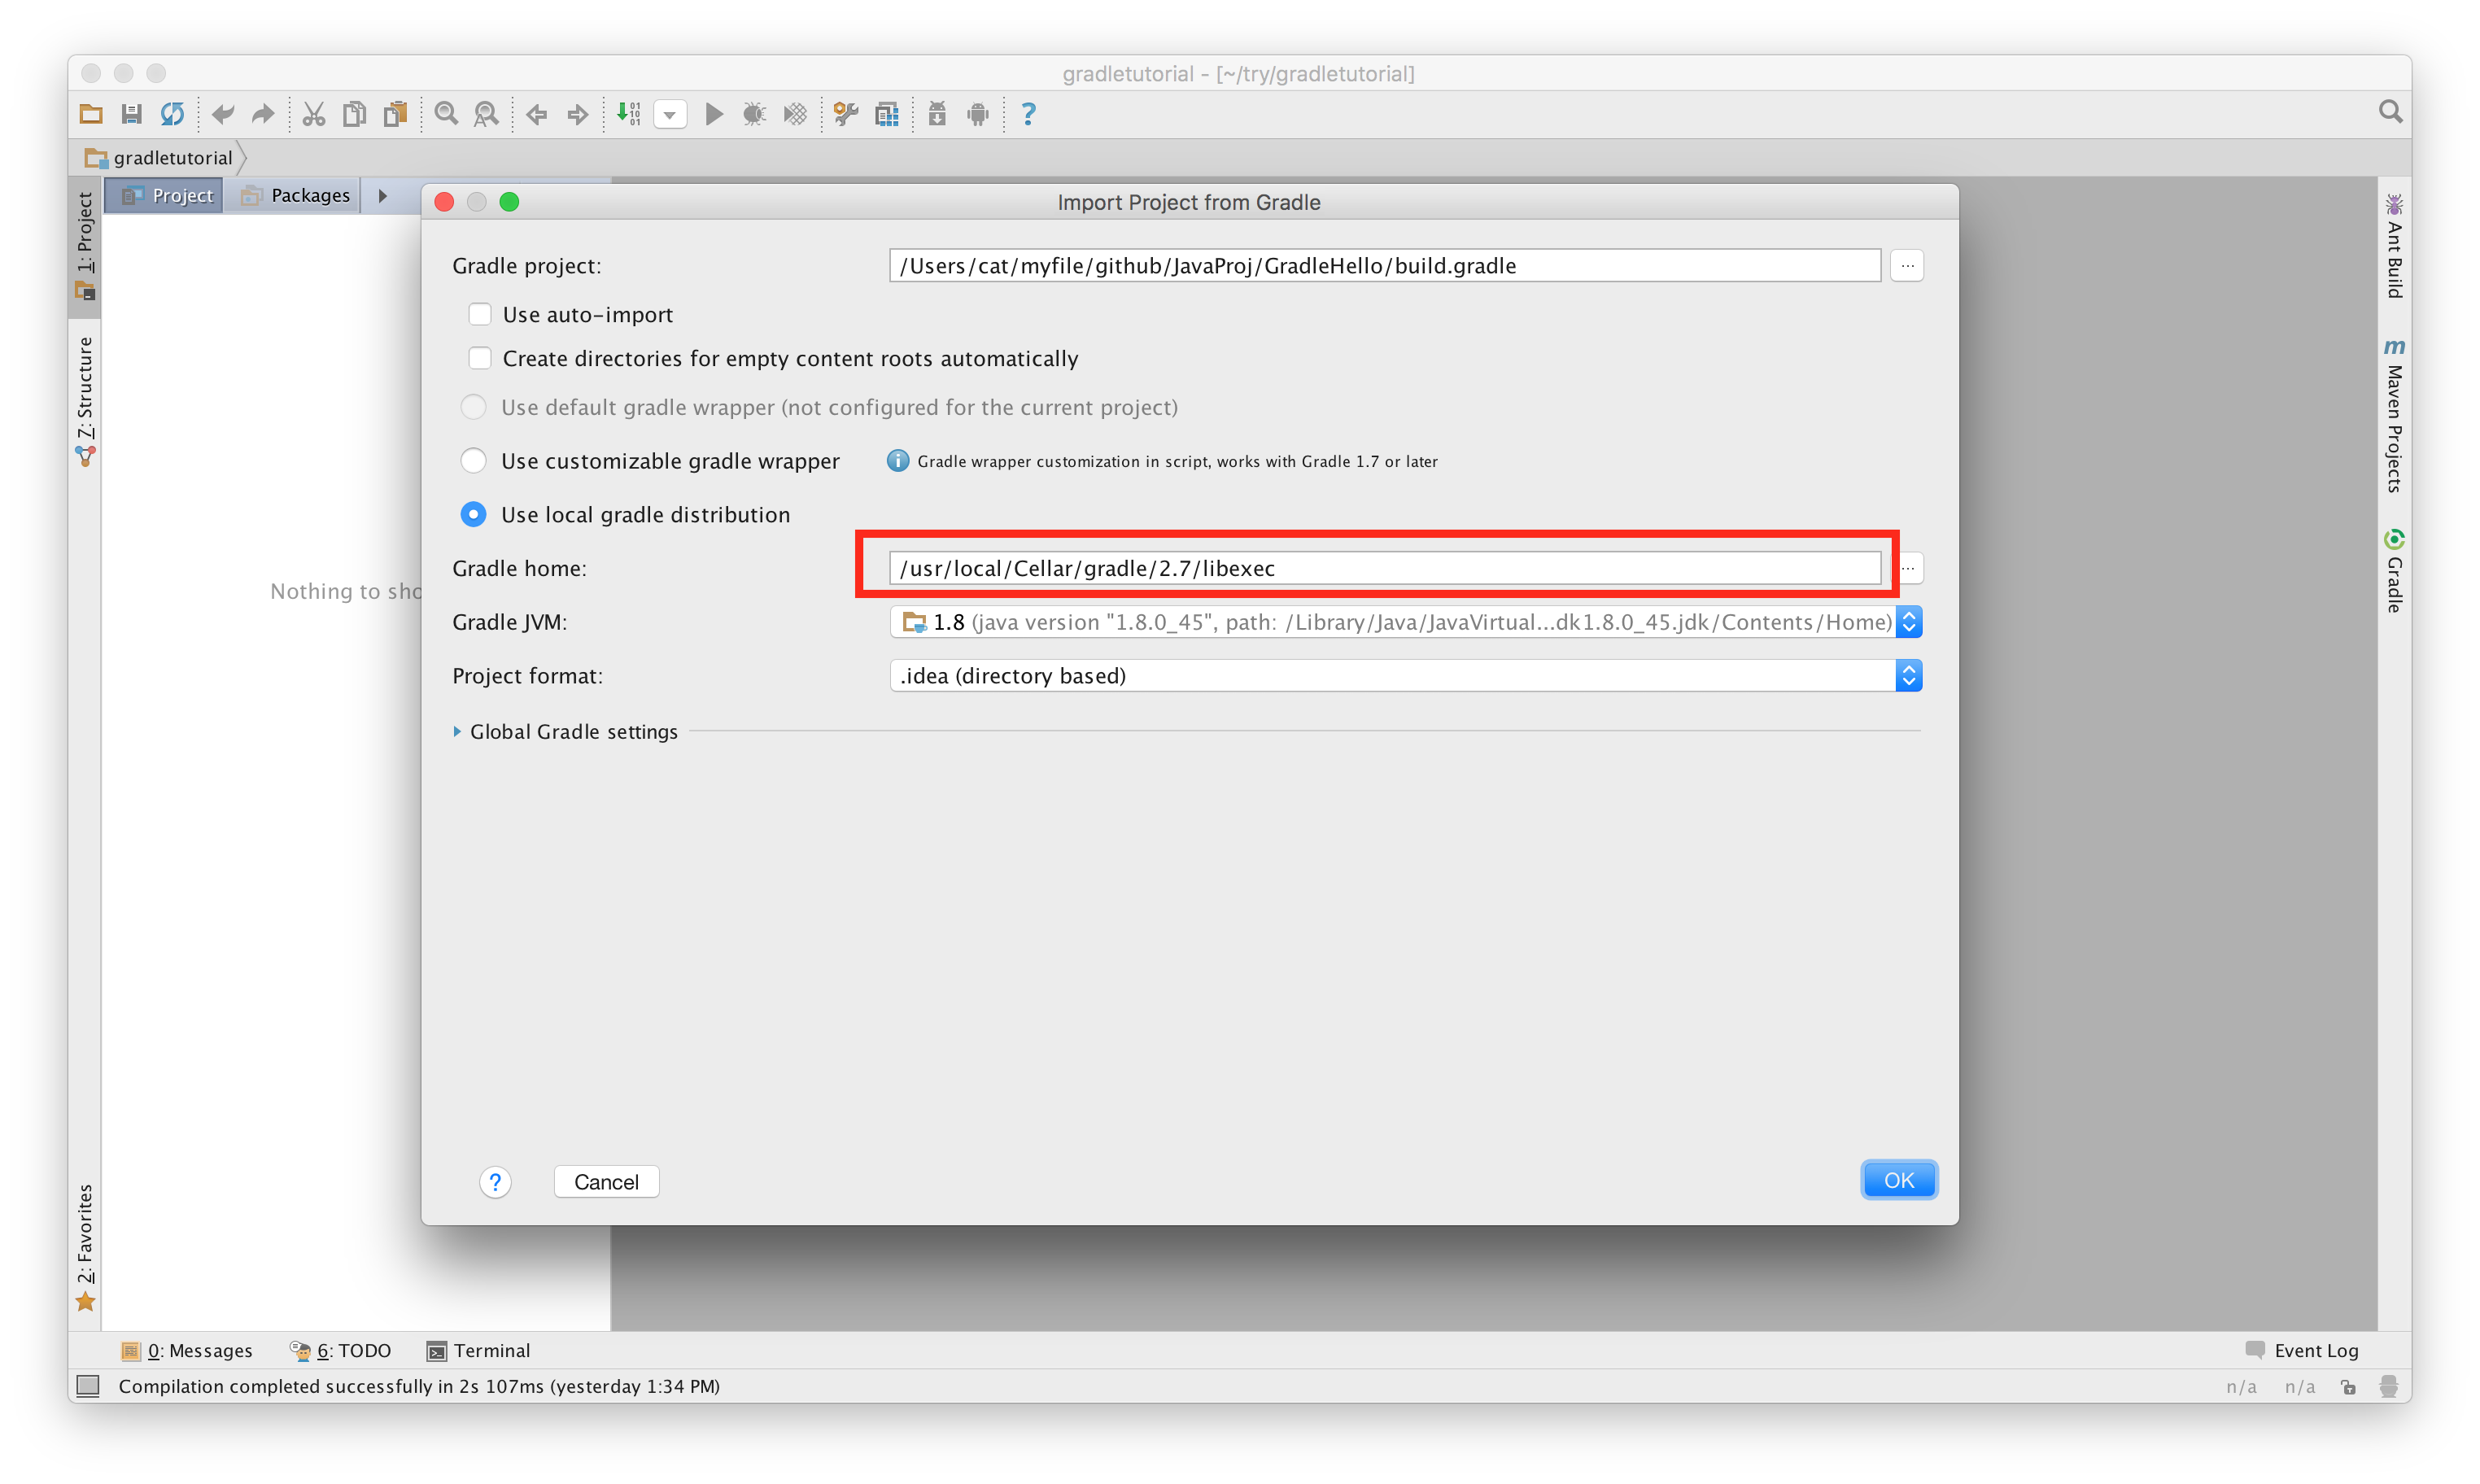 gradletutorial - [~/try/gradletutorial]
gradletutorial
Project Packages
1: Project
7: Structure
2: Favorites
Nothing to sho
Import Project from Gradle
Gradle project: /Users/cat/myfile/github/JavaProj/GradleHello/build.gradle ...
Use auto-import
Create directories for empty content roots automatically
Use default gradle wrapper (not configured for the current project)
Use customizable gradle wrapper Gradle wrapper customization in script, works with Gradle 1.7 or later
Use local gradle distribution
Gradle home: /usr/local/Cellar/gradle/2.7/libexec ...
Gradle JVM: 1.8 (java version "1.8.0_45", path: /Library/Java/JavaVirtual...dk1.8.0_45.jdk/Contents/Home)
Project format: .idea (directory based)
Global Gradle settings
? Cancel OK
Ant Build
m Maven Projects
Gradle
0: Messages 6: TODO Terminal Event Log
Compilation completed successfully in 2s 107ms (yesterday 1:34 PM) n/a n/a